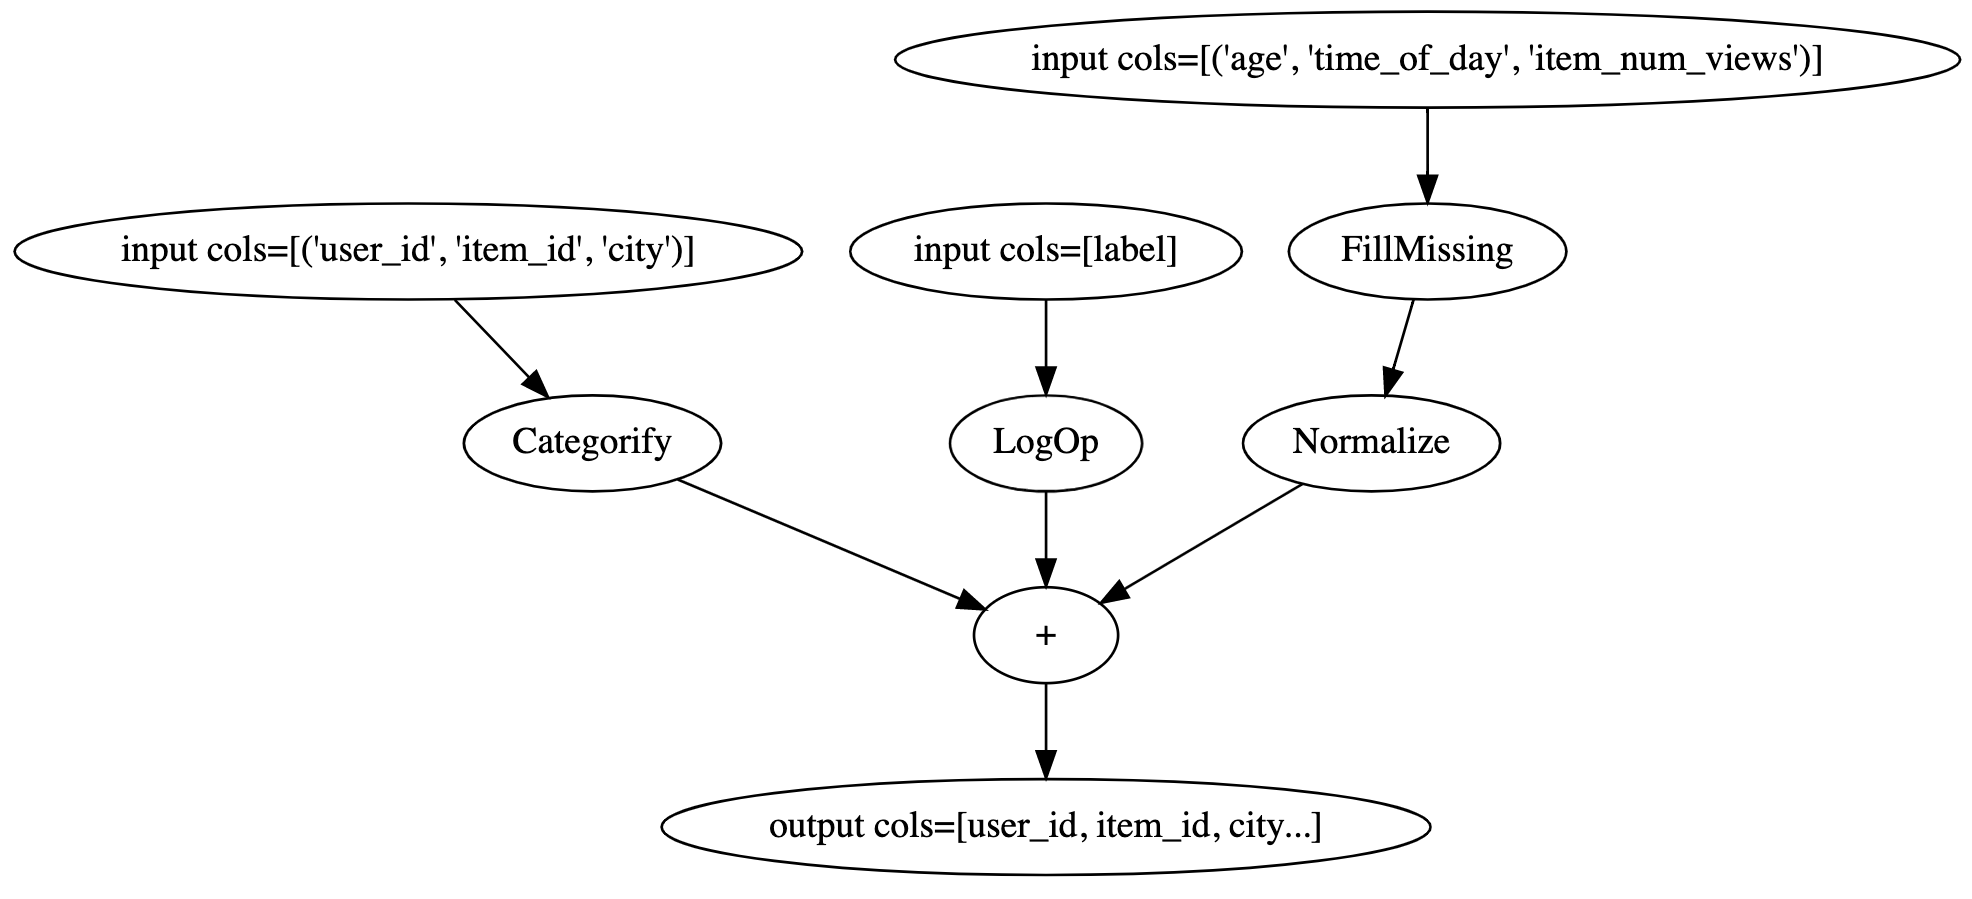 input cols=[('age', 'time_of_day', 'item_num_views')]
input cols=[('user_id', 'item_id', 'city')]
input cols=[label]
FillMissing
Categorify
LogOp
Normalize
+
output cols=[user_id, item_id, city...]